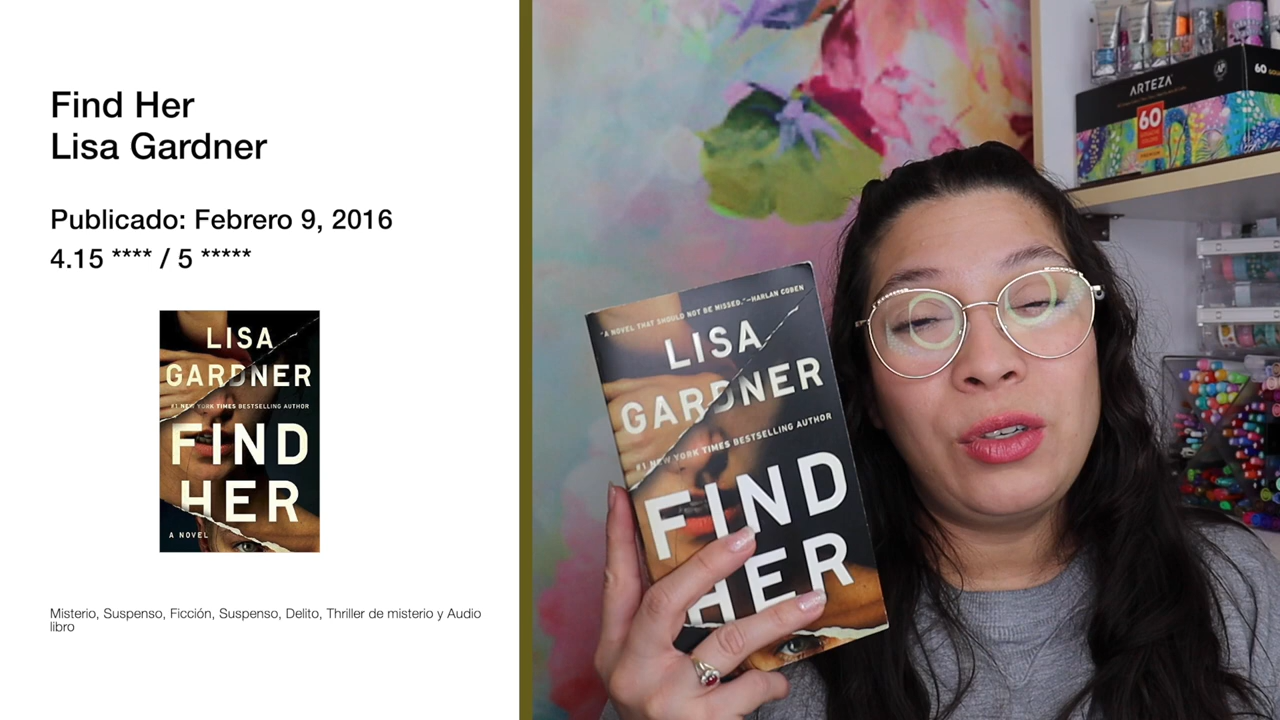 Find Her
Lisa Gardner
Publicado: Febrero 9, 2016
4.15 **** / 5 *****
LISA
GARDNER
#1 NEW YORK TIMES BESTSELLING AUTHOR
FIND
HER
A NOVEL
Misterio, Suspenso, Ficción, Suspenso, Delito, Thriller de misterio y Audio
libro
"A NOVEL THAT SHOULD NOT BE MISSED."—HARLAN COBEN
LISA
GARDNER
#1 NEW YORK TIMES BESTSELLING AUTHOR
FIND
HER
ARTEZA
60
60